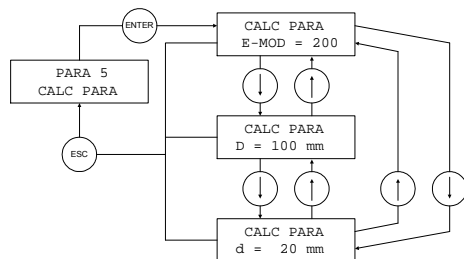 ENTER
CALC PARA
E-MOD = 200
PARA 5
CALC PARA
CALC PARA
D = 100 mm
ESC
CALC PARA
d =  20 mm